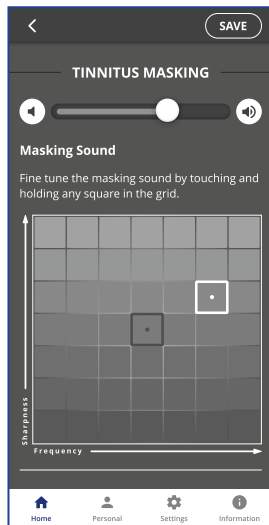 SAVE
TINNITUS MASKING
Masking Sound
Fine tune the masking sound by touching and
holding any square in the grid.
Sharpness
Frequency
Home Personal Settings Information